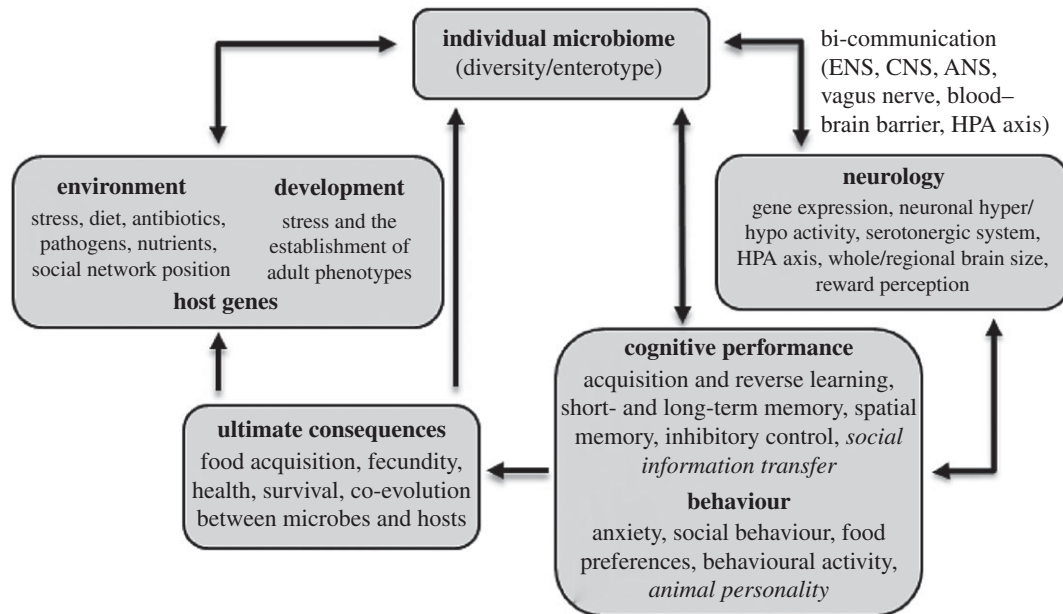 individual microbiome
(diversity/enterotype)
bi-communication
(ENS, CNS, ANS,
vagus nerve, blood–
brain barrier, HPA axis)
environment
stress, diet, antibiotics,
pathogens, nutrients,
social network position
development
stress and the
establishment of
adult phenotypes
host genes
neurology
gene expression, neuronal hyper/
hypo activity, serotonergic system,
HPA axis, whole/regional brain size,
reward perception
cognitive performance
acquisition and reverse learning,
short- and long-term memory, spatial
memory, inhibitory control, social
information transfer
behaviour
anxiety, social behaviour, food
preferences, behavioural activity,
animal personality
ultimate consequences
food acquisition, fecundity,
health, survival, co-evolution
between microbes and hosts